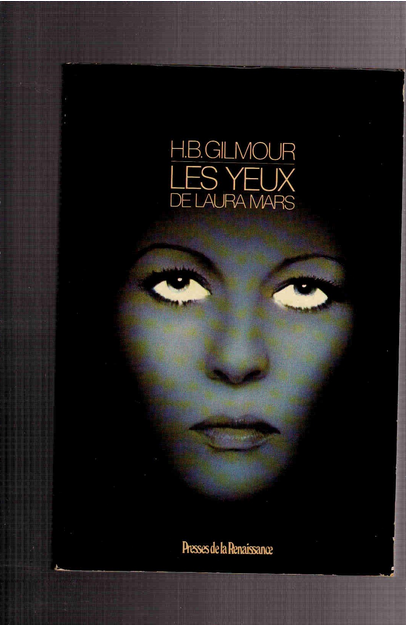 H.B. GILMOUR
LES YEUX
DE LAURA MARS
Presses de la Renaissance